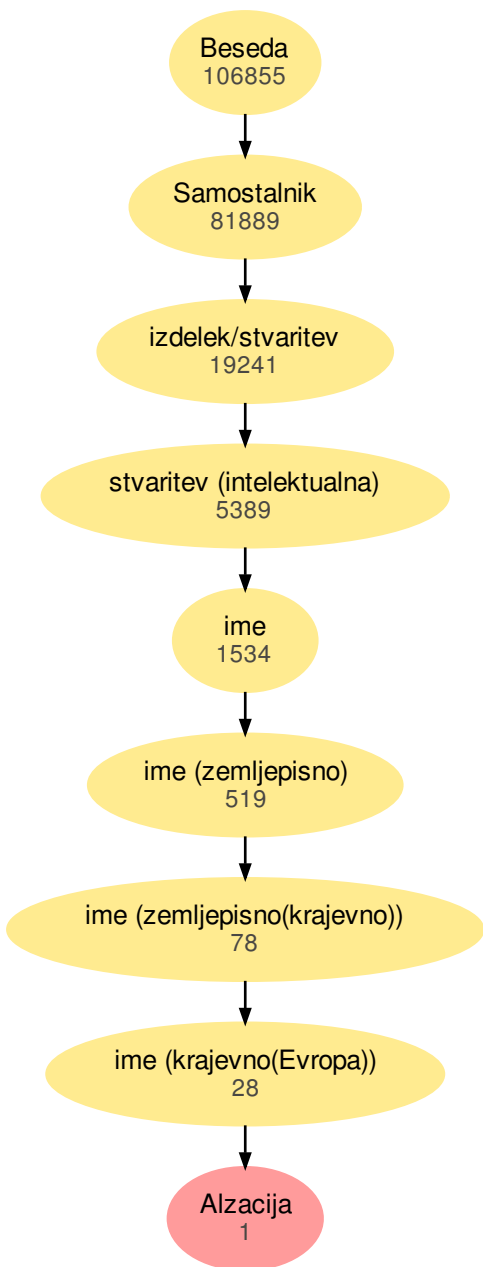 Beseda
106855
Samostalnik
81889
izdelek/stvaritev
19241
stvaritev (intelektualna)
5389
ime
1534
ime (zemljepisno)
519
ime (zemljepisno(krajevno))
78
ime (krajevno(Evropa))
28
Alzacija
1